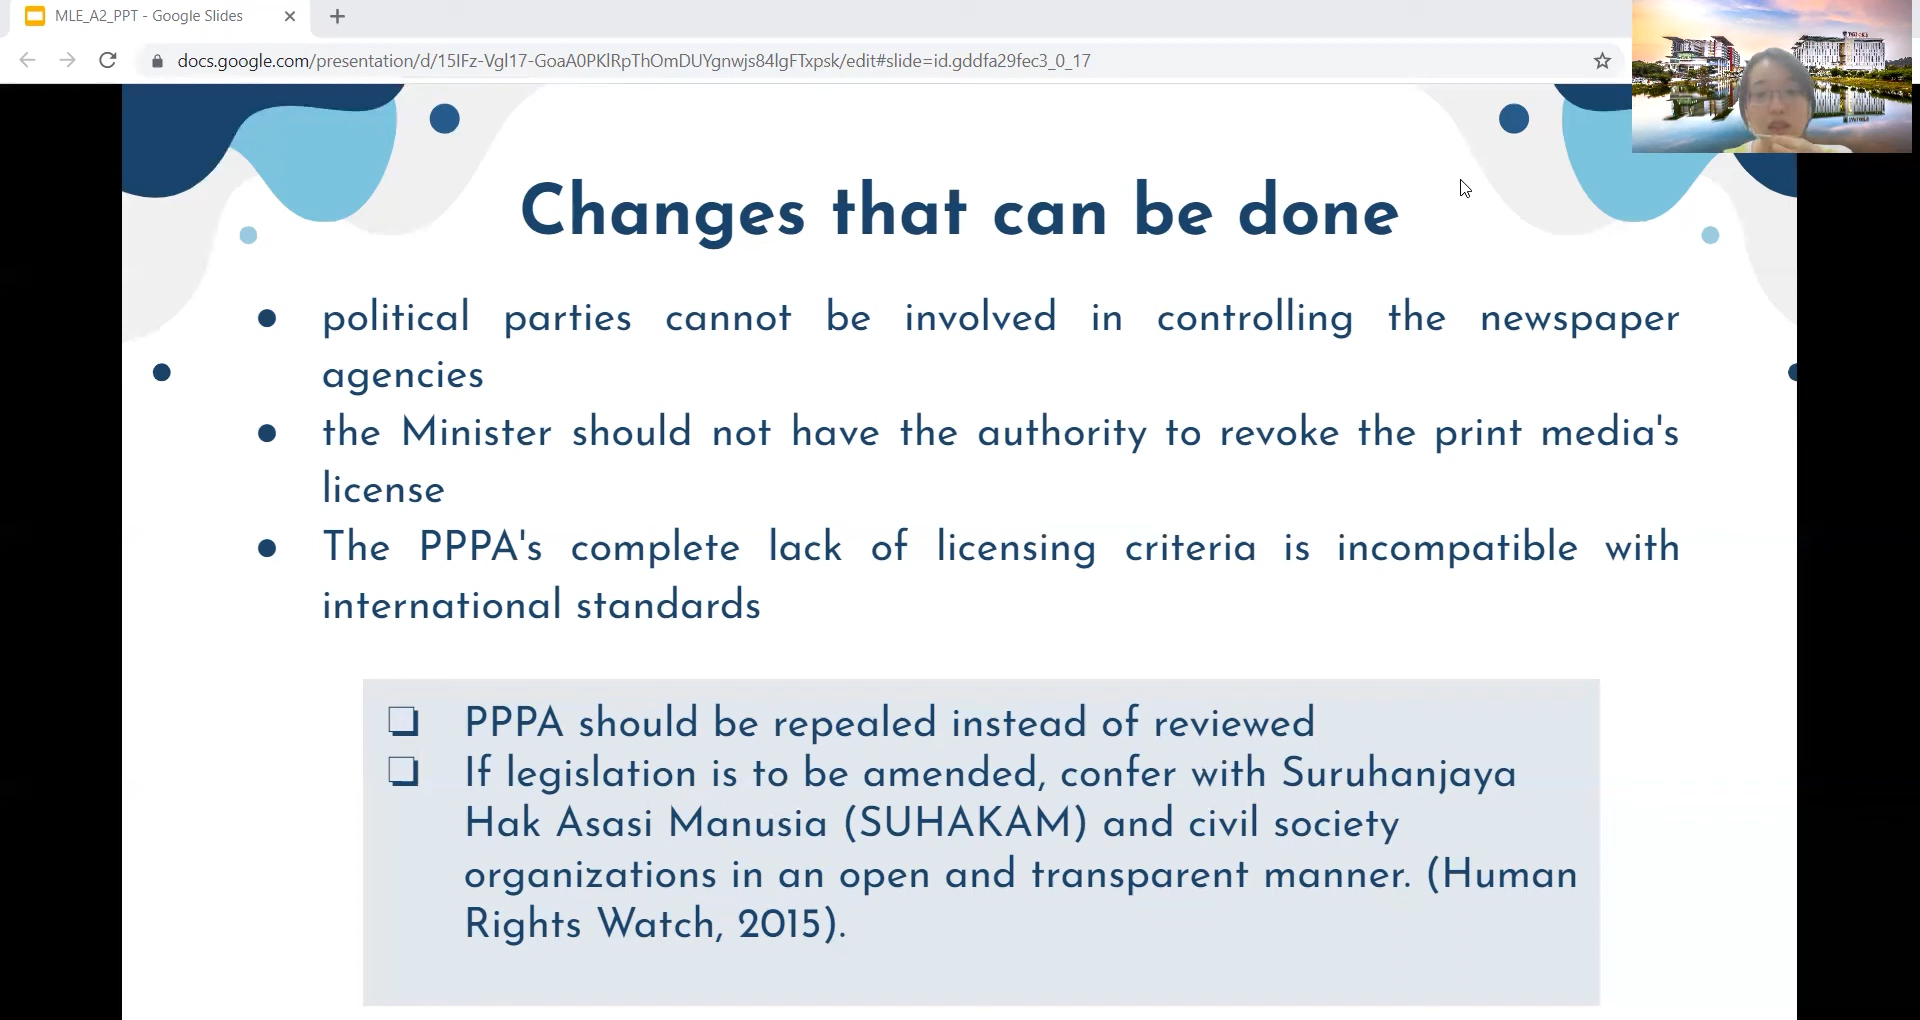 MLE_A2_PPT - Google Slides
docs.google.com/presentation/d/15IFz-Vgl17-GoaA0PKlRpThOmDUYgnwjs84lgFTxpsk/edit#slide=id.gddfa29fec3_0_17
Changes that can be done
● political parties cannot be involved in controlling the newspaper
agencies
● the Minister should not have the authority to revoke the print media's
license
● The PPPA's complete lack of licensing criteria is incompatible with
international standards
❏ PPPA should be repealed instead of reviewed
❏ If legislation is to be amended, confer with Suruhanjaya
Hak Asasi Manusia (SUHAKAM) and civil society
organizations in an open and transparent manner. (Human
Rights Watch, 2015).